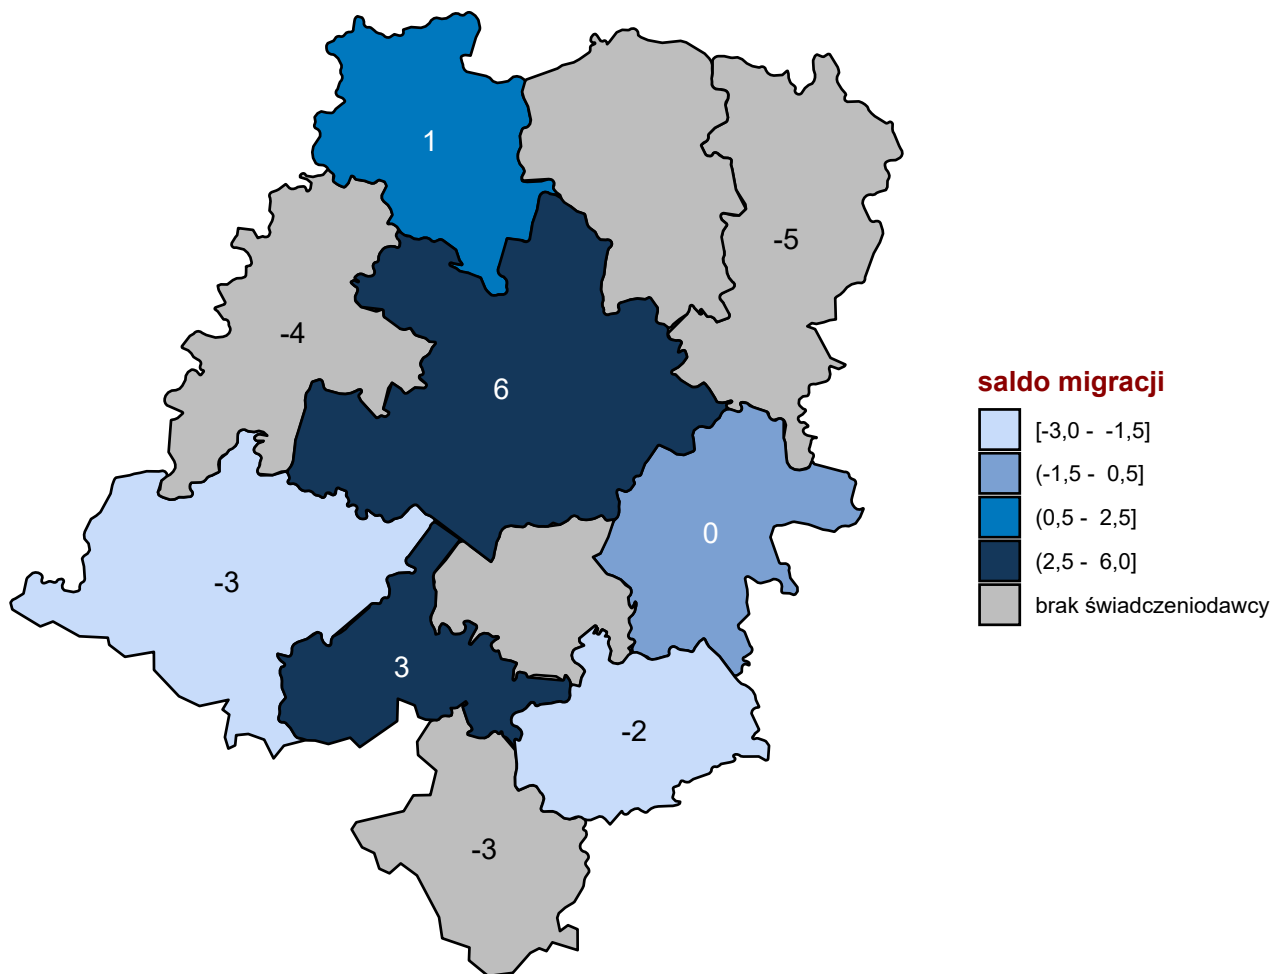 1
-5
-4
6
0
-3
3
-2
-3
saldo migracji
[-3,0 - -1,5]
(-1,5 - 0,5]
(0,5 - 2,5]
(2,5 - 6,0]
brak świadczeniodawcy